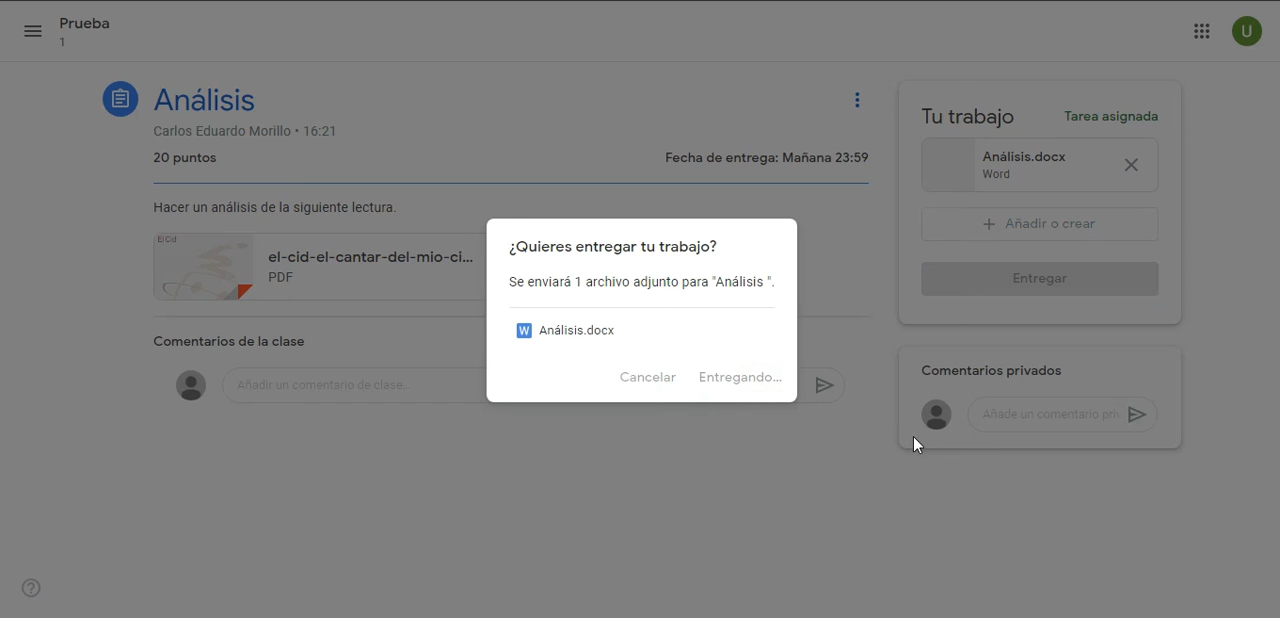 Prueba
1
U
Análisis
Carlos Eduardo Morillo • 16:21
20 puntos
Fecha de entrega: Mañana 23:59
Hacer un análisis de la siguiente lectura.
El Cid
el-cid-el-cantar-del-mio-ci...
PDF
Comentarios de la clase
Añadir un comentario de clase...
¿Quieres entregar tu trabajo?
Se enviará 1 archivo adjunto para "Análisis ".
W Análisis.docx
Cancelar Entregando...
Tu trabajo
Tarea asignada
Análisis.docx
Word
Añadir o crear
Entregar
Comentarios privados
Añade un comentario pri